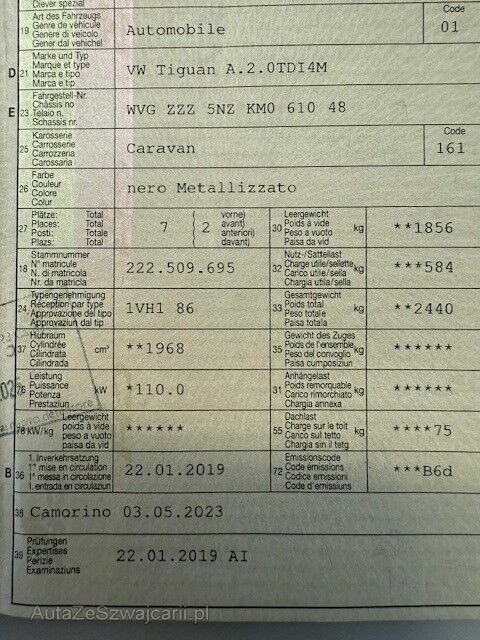 Diever spezial
19 Art des Fahrzeugs
Genre de véhicule
Genere di veicolo
Gener dal vehichel
Automobile
Code
01
D 21 Marke und Typ
Marque et type
Marca e tipo
Marca e tip
VW Tiguan A.2.0TDI4M
E 23 Fahrgestell-Nr.
Châssis no
Telaio n.
Schassis nr.
WVG ZZZ 5NZ KM0 610 48
25 Karosserie
Carrosserie
Carrozzeria
Carossaria
Caravan
Code
161
26 Farbe
Couleur
Colore
Colur
nero Metallizzato
27 Plätze: Total
Places: Total
Posti: Totale
Plazs: Total
7 ( 2 vorne)
avant)
anteriori)
davant)
30 Leergewicht
Poids à vide
Peso a vuoto
Paisa da vid
kg
**1856
18 Stammnummer
N° matricule
N. di matricola
Nr. da matricla
222.509.695
32 Nutz-/Sattellast
Charge utile/sellette
Carico utile/sella
Chargia utila/sella
kg
***584
24 Typengenehmigung
Réception par type
Approvazione del tipo
Approvaziun dal tip
1VH1 86
33 Gesamtgewicht
Poids total
Peso totale
Paisa totala
kg
**2440
37 Hubraum
Cylindrée
Cilindrata
Cilindrada
cm³
**1968
35 Gewicht des Zuges
Poids de l'ensemble
Peso del convoglio
Paisa cumposiziun
kg
******
76 Leistung
Puissance
Potenza
Prestaziun
kW
*110.0
31 Anhängelast
Poids remorquable
Carico rimorchiato
Chargia annexa
kg
******
78 kW/kg
Leergewicht
poids à vide
peso a vuoto
paisa da vid
******
55 Dachlast
Charge sur le toit
Carico sul tetto
Chargia sin il tetg
kg
****75
B 36 1. Inverkehrsetzung
1re mise en circulation
1a messa in circolazione
1. entrada en circulaziun
22.01.2019
72 Emissionscode
Code émissions
Codice emissioni
Code d'emissiuns
***B6d
38 Camorino 03.05.2023
39 Prüfungen
Expertises
Perizie
Examinaziuns
22.01.2019 AI
AutaZeSzwajcarii.pl